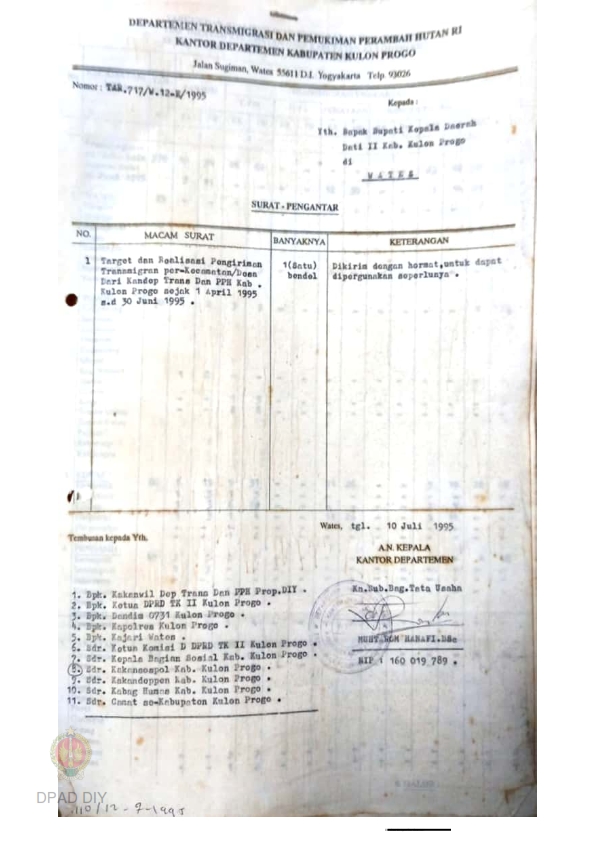 DEPARTEMEN TRANSMIGRASI DAN PEMUKIMAN PERAMBAH HUTAN RI
KANTOR DEPARTEMEN KABUPATEN KULON PROGO
Jalan Sugiman, Wates 55611 D.I. Yogyakarta Telp. 93026
Nomor : TAR.717/W.12-E/1995
Kepada :
Yth. Bapak Bupati Kepala Daerah
Dati II Kab. Kulon Progo
di
WATES
SURAT - PENGANTAR
NO. MACAM SURAT BANYAKNYA KETERANGAN
1 Target dan Realisasi Pengiriman 1(Satu) Dikirim dengan hormat,untuk dapat
Transmigran per-Kecamatan/Desa bendel dipergunakan seperlunya .
Dari Kandep Trans Dan PPH Kab .
Kulon Progo sejak 1 April 1995
s.d 30 Juni 1995 .
Wates, tgl. 10 Juli 1995
Tembusan kepada Yth.
A.N. KEPALA
KANTOR DEPARTEMEN
Ka.Sub.Bag.Tata Usaha
1. Bpk. Kakanwil Dep Trans Dan PPH Prop.DIY .
2. Bpk. Ketua DPRD TK II Kulon Progo .
3. Bpk. Dandim 0731 Kulon Progo .
4. Bpk. Kapolres Kulon Progo .
5. Bpk. Kajari Wates .
6. Sdr. Ketua Komisi D DPRD TK II Kulon Progo .
7. Sdr. Kepala Bagian Sosial Kab. Kulon Progo .
8. Sdr. Kakansospol Kab. Kulon Progo .
9. Sdr. Kakandeppen Kab. Kulon Progo .
10. Sdr. Kabag Humas Kab. Kulon Progo .
11. Sdr. Camat se-Kabupaten Kulon Progo .
HANAFI.BSc
NIP : 160 019 789 .
DPAD DIY
110/12-7-1995